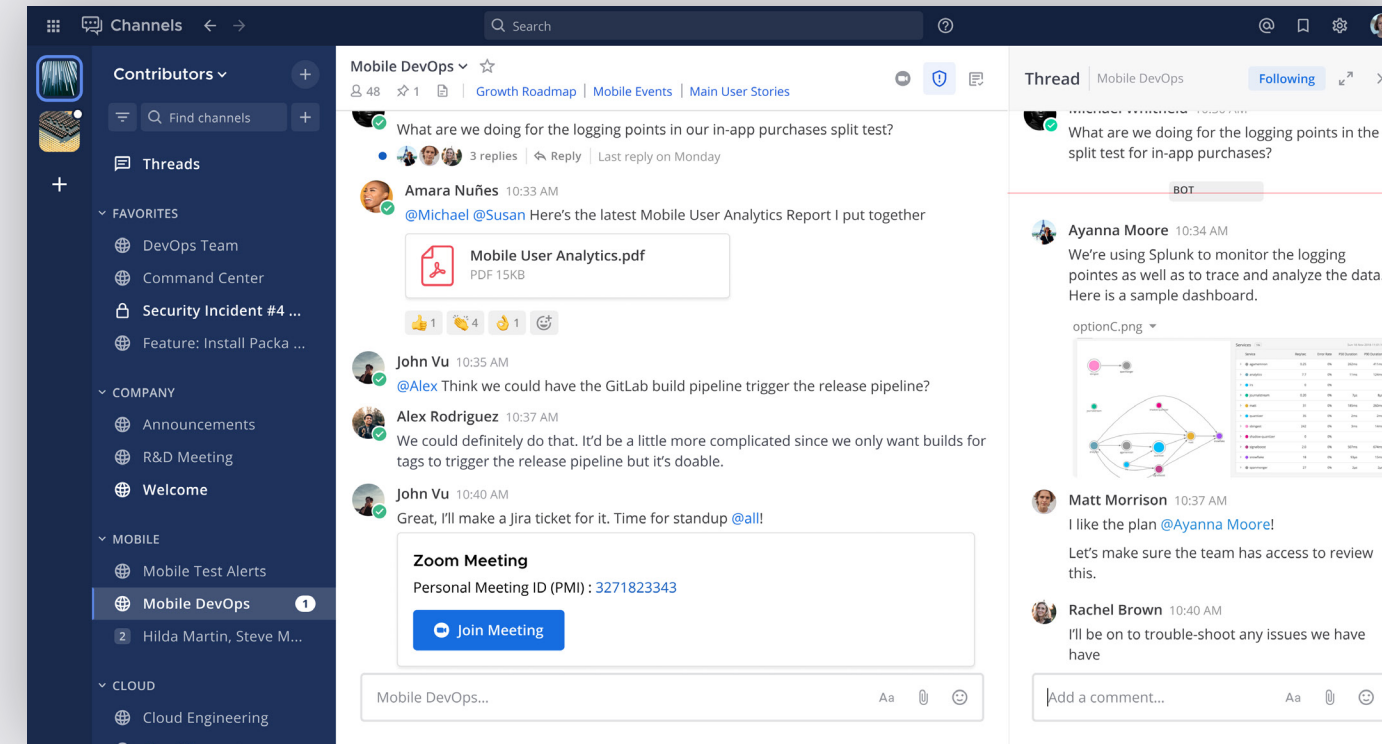 Channels
Search
Contributors
Find channels
Threads
FAVORITES
DevOps Team
Command Center
Security Incident #4 ...
Feature: Install Packa ...
COMPANY
Announcements
R&D Meeting
Welcome
MOBILE
Mobile Test Alerts
Mobile DevOps 1
2 Hilda Martin, Steve M...
CLOUD
Cloud Engineering
Mobile DevOps
48 1 Growth Roadmap Mobile Events Main User Stories
What are we doing for the logging points in our in-app purchases split test?
3 replies Reply Last reply on Monday
Amara Nuñes 10:33 AM
@Michael @Susan Here’s the latest Mobile User Analytics Report I put together
Mobile User Analytics.pdf
PDF 15KB
1 4 1
John Vu 10:35 AM
@Alex Think we could have the GitLab build pipeline trigger the release pipeline?
Alex Rodriguez 10:37 AM
We could definitely do that. It’d be a little more complicated since we only want builds for
tags to trigger the release pipeline but it’s doable.
John Vu 10:40 AM
Great, I’ll make a Jira ticket for it. Time for standup @all!
Zoom Meeting
Personal Meeting ID (PMI) : 3271823343
Join Meeting
Mobile DevOps...
Aa
Thread Mobile DevOps Following
What are we doing for the logging points in the
split test for in-app purchases?
BOT
Ayanna Moore 10:34 AM
We’re using Splunk to monitor the logging
pointes as well as to trace and analyze the data.
Here is a sample dashboard.
optionC.png
Services
Matt Morrison 10:37 AM
I like the plan @Ayanna Moore!
Let’s make sure the team has access to review
this.
Rachel Brown 10:40 AM
I’ll be on to trouble-shoot any issues we have
have
Add a comment...
Aa